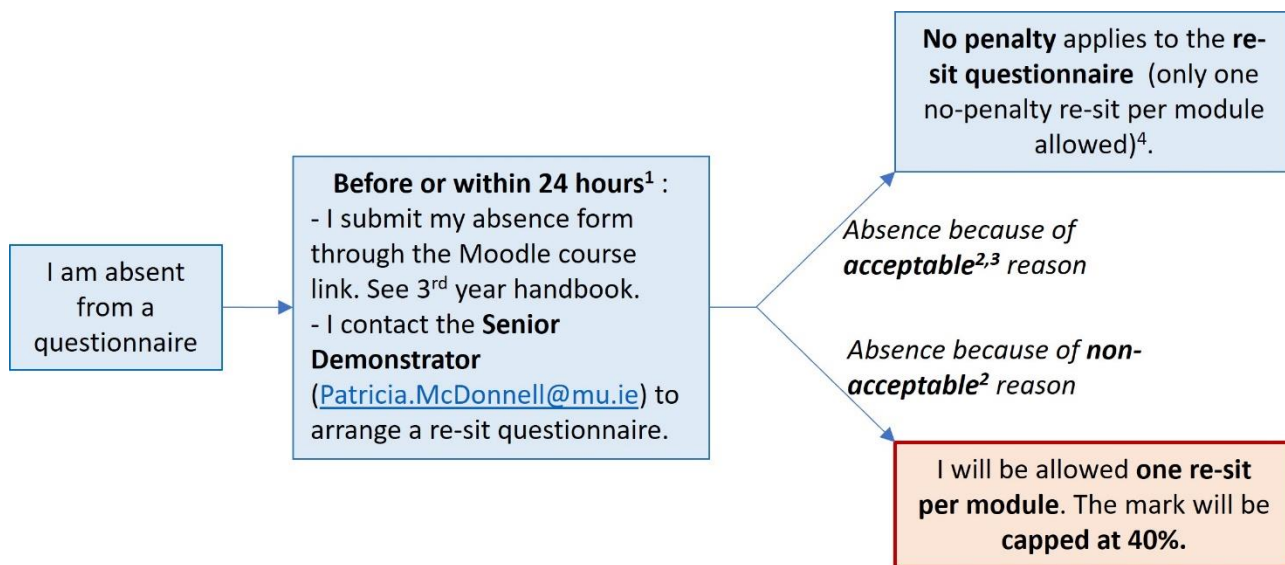 I am absent
from a
questionnaire
Before or within 24 hours¹ :
- I submit my absence form
through the Moodle course
link. See 3rd year handbook.
- I contact the Senior
Demonstrator
(Patricia.McDonnell@mu.ie) to
arrange a re-sit questionnaire.
No penalty applies to the re-
sit questionnaire (only one
no-penalty re-sit per module
allowed)⁴.
Absence because of
acceptable²,³ reason
Absence because of non-
acceptable² reason
I will be allowed one re-sit
per module. The mark will be
capped at 40%.